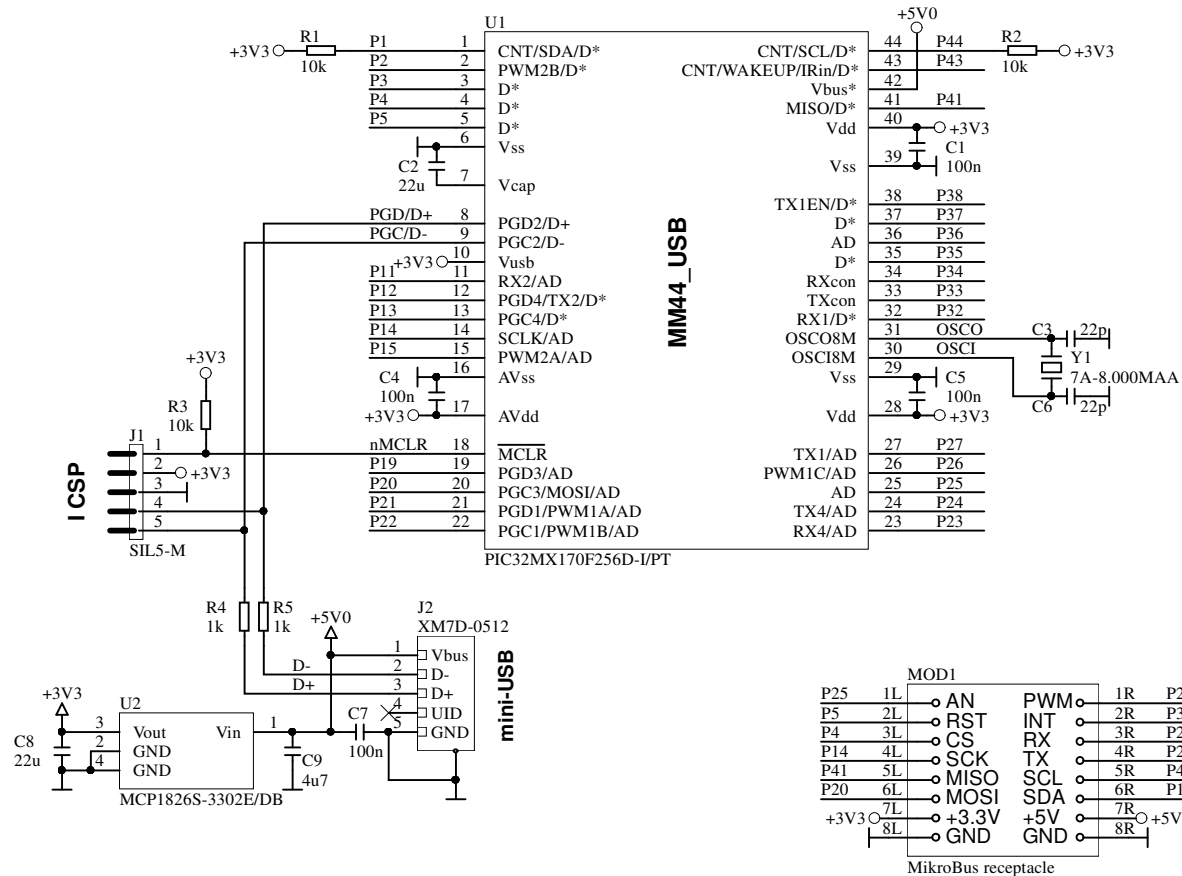 U1
+5V0
+3V3 R1 10k P1 1 CNT/SDA/D*
P2 2 PWM2B/D*
P3 3 D*
P4 4 D*
P5 5 D*
6 Vss
C2 22u
7 Vcap
PGD/D+ 8 PGD2/D+
PGC/D- 9 PGC2/D-
+3V3 10 Vusb
P11 11 RX2/AD
P12 12 PGD4/TX2/D*
P13 13 PGC4/D*
P14 14 SCLK/AD
P15 15 PWM2A/AD
16 AVss
C4 100n
+3V3 17 AVdd
nMCLR 18 MCLR
P19 19 PGD3/AD
P20 20 PGC3/MOSI/AD
P21 21 PGD1/PWM1A/AD
P22 22 PGC1/PWM1B/AD
MM44_USB
CNT/SCL/D* 44 P44 R2 10k +3V3
CNT/WAKEUP/IRin/D* 43 P43
Vbus* 42
MISO/D* 41 P41
Vdd 40 +3V3
C1 100n
Vss 39
TX1EN/D* 38 P38
D* 37 P37
AD 36 P36
D* 35 P35
RXcon 34 P34
TXcon 33 P33
RX1/D* 32 P32
OSCO8M 31 OSCO C3 22p
OSCI8M 30 OSCI Y1
7A-8.000MAA
C6 22p
Vss 29
C5 100n
Vdd 28 +3V3
TX1/AD 27 P27
PWM1C/AD 26 P26
AD 25 P25
TX4/AD 24 P24
RX4/AD 23 P23
PIC32MX170F256D-I/PT
+3V3
R3
10k
J1
ICSP
1
2 +3V3
3
4
5
SIL5-M
R4 1k
R5 1k
+5V0
J2
XM7D-0512
mini-USB
1 Vbus
D- 2 D-
D+ 3 D+
4 UID
5 GND
+3V3
U2
3 Vout Vin 1
2 GND
4 GND
MCP1826S-3302E/DB
C8
22u
C9
4u7
C7
100n
MOD1
P25 1L AN PWM 1R P2
P5 2L RST INT 2R P3
P4 3L CS RX 3R P2
P14 4L SCK TX 4R P2
P41 5L MISO SCL 5R P4
P20 6L MOSI SDA 6R P1
+3V3 7L +3.3V +5V 7R +5V
8L GND GND 8R
MikroBus receptacle